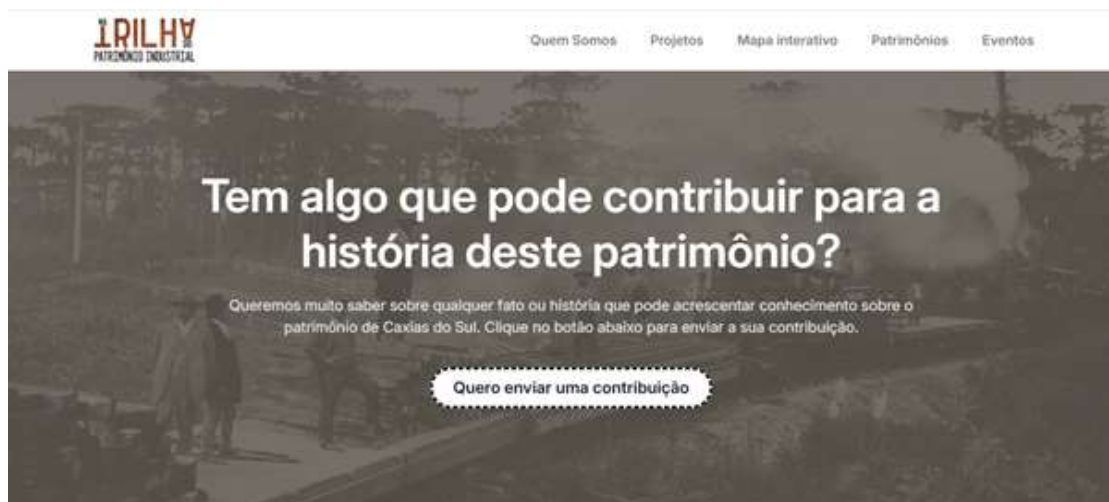 NA TRILHA DO
PATRIMÔNIO INDUSTRIAL
Quem Somos Projetos Mapa interativo Patrimônios Eventos
Tem algo que pode contribuir para a
história deste patrimônio?
Queremos muito saber sobre qualquer fato ou história que pode acrescentar conhecimento sobre o
patrimônio de Caxias do Sul. Clique no botão abaixo para enviar a sua contribuição.
Quero enviar uma contribuição